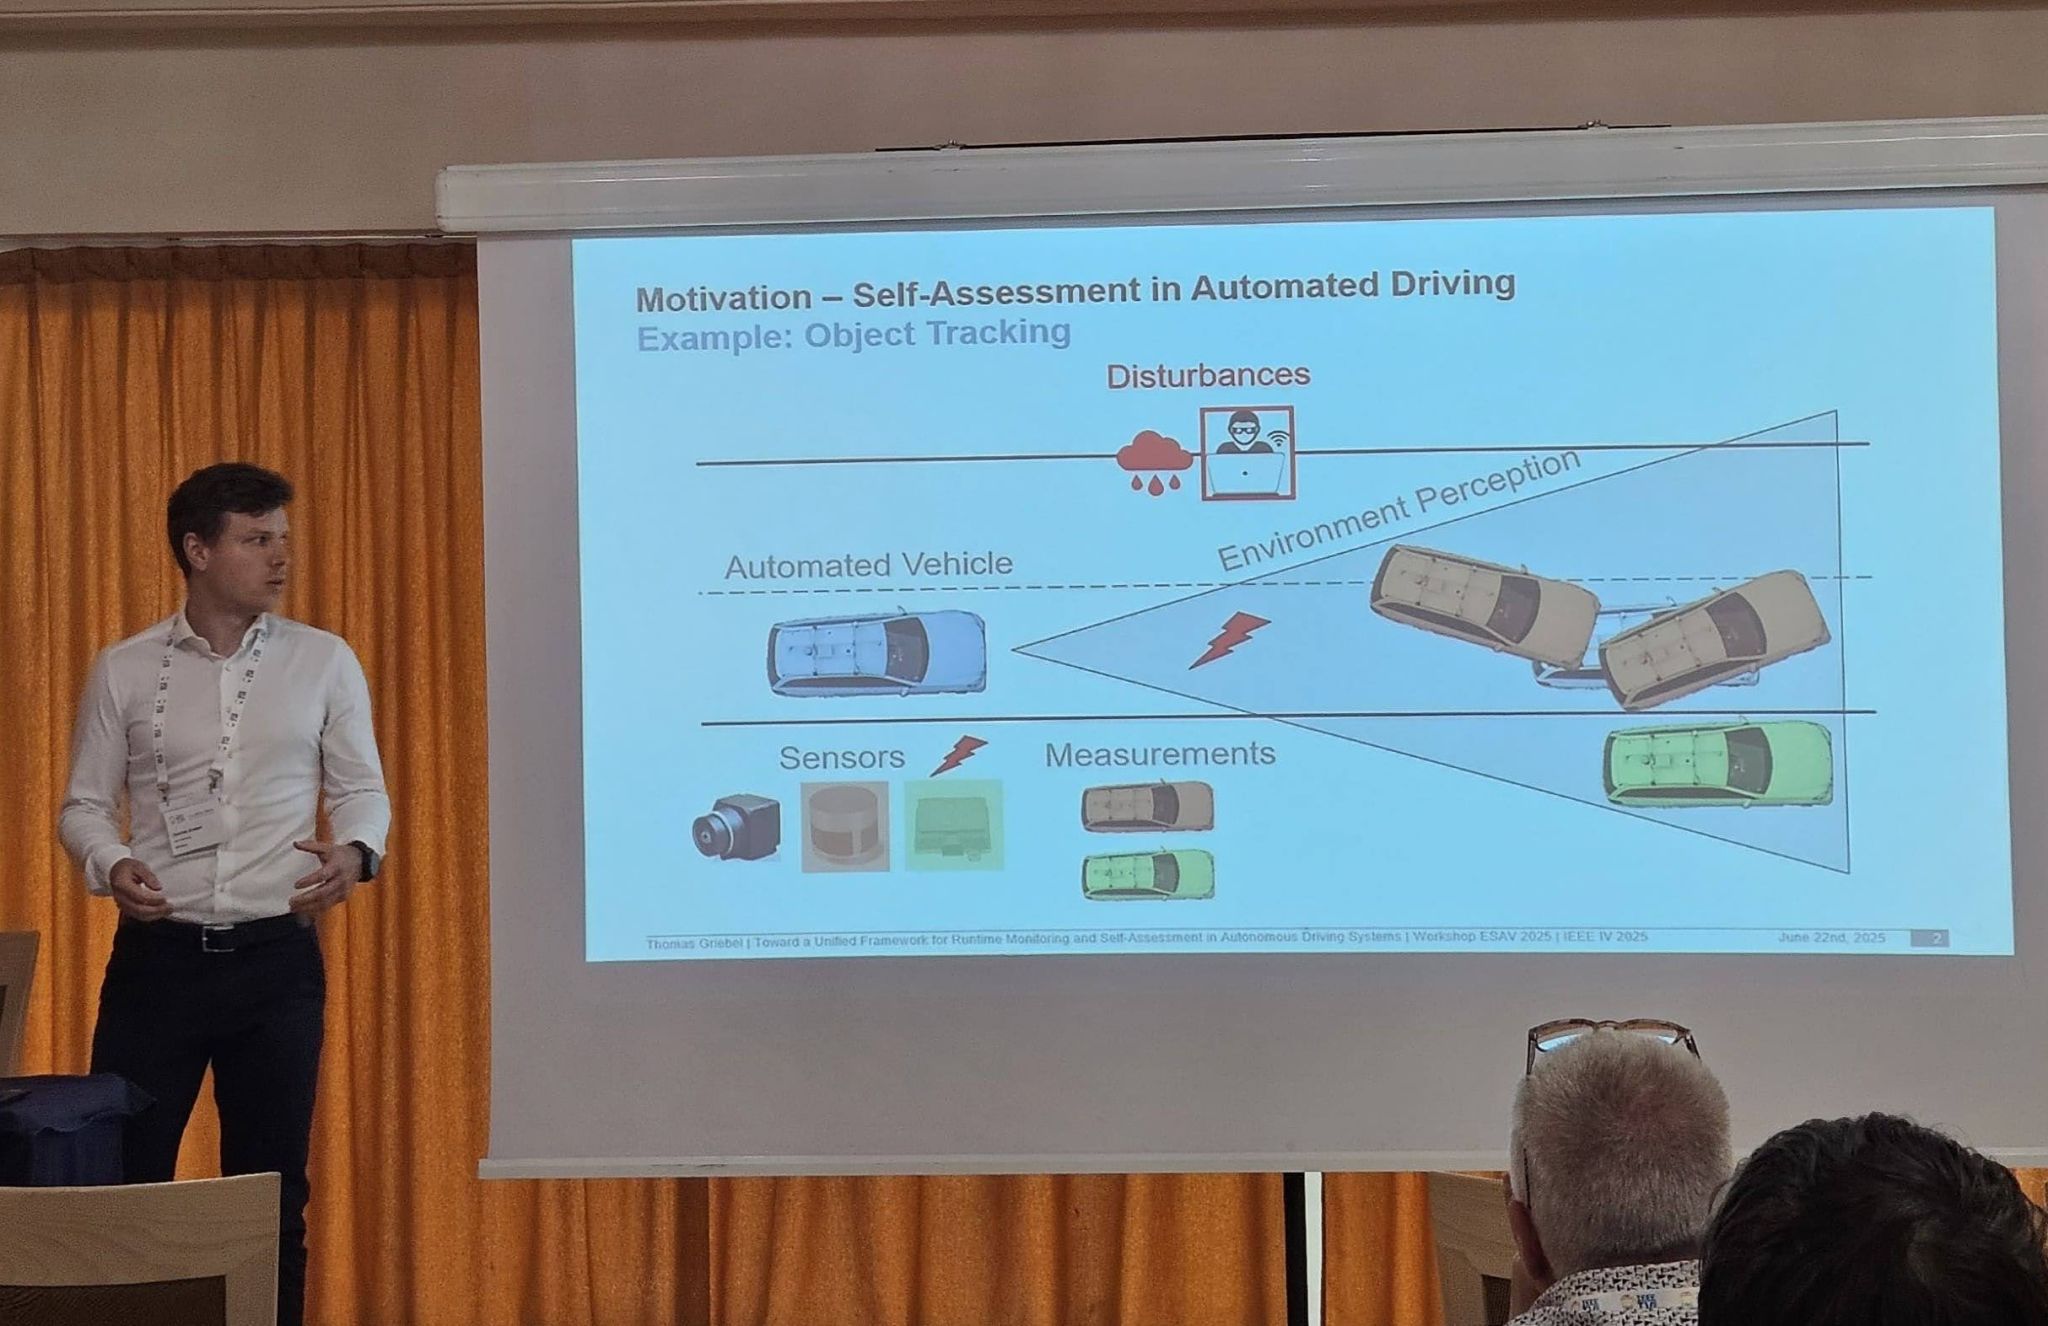 Motivation – Self-Assessment in Automated Driving
Example: Object Tracking
Disturbances
Environment Perception
Automated Vehicle
Sensors
Measurements
Thomas Griebel | Toward a Unified Framework for Runtime Monitoring and Self-Assessment in Autonomous Driving Systems | Workshop ESAV 2025 | IEEE IV 2025
June 22nd, 2025
2